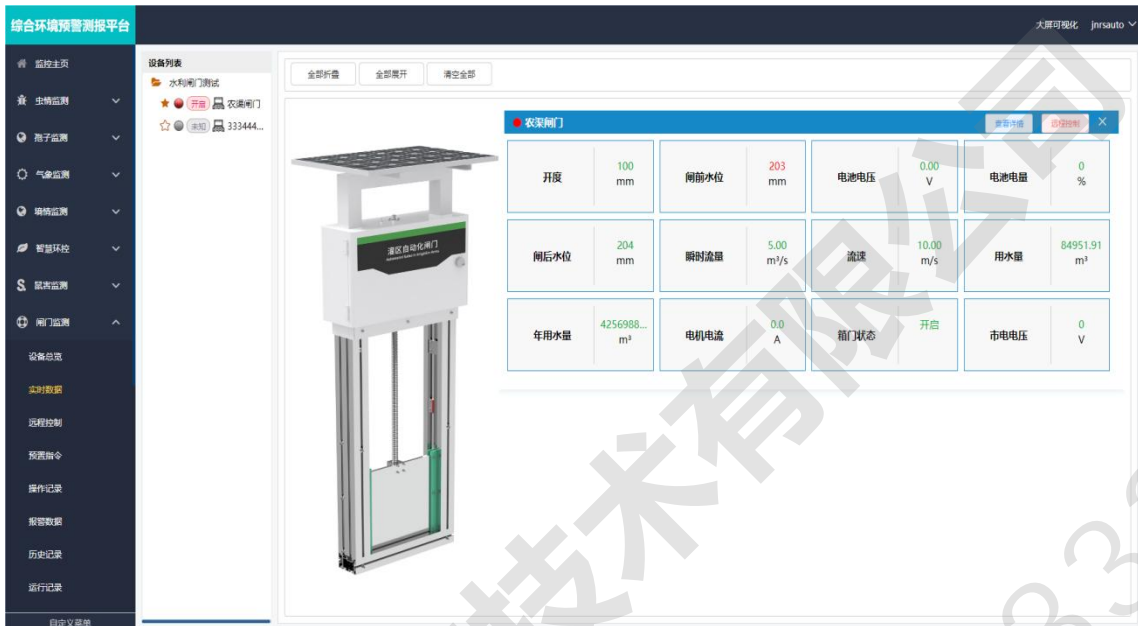 综合环境预警测报平台
大屏可视化 jnrsauto
监控主页
虫情监测
孢子监测
气象监测
墒情监测
智慧环控
鼠害监测
闸门监测
设备总览
实时数据
远程控制
预置指令
操作记录
报警数据
历史记录
运行记录
自定义菜单
设备列表
水利闸门测试
开启 农渠闸门
未知 333444...
全部折叠 全部展开 清空全部
灌区自动化闸门
农渠闸门 查看详情 远程控制
开度 100 mm
闸前水位 203 mm
电池电压 0.00 V
电池电量 0 %
闸后水位 204 mm
瞬时流量 5.00 m³/s
流速 10.00 m/s
用水量 84951.91 m³
年用水量 4256988... m³
电机电流 0.0 A
箱门状态 开启
市电电压 0 V
技术有限公司
33